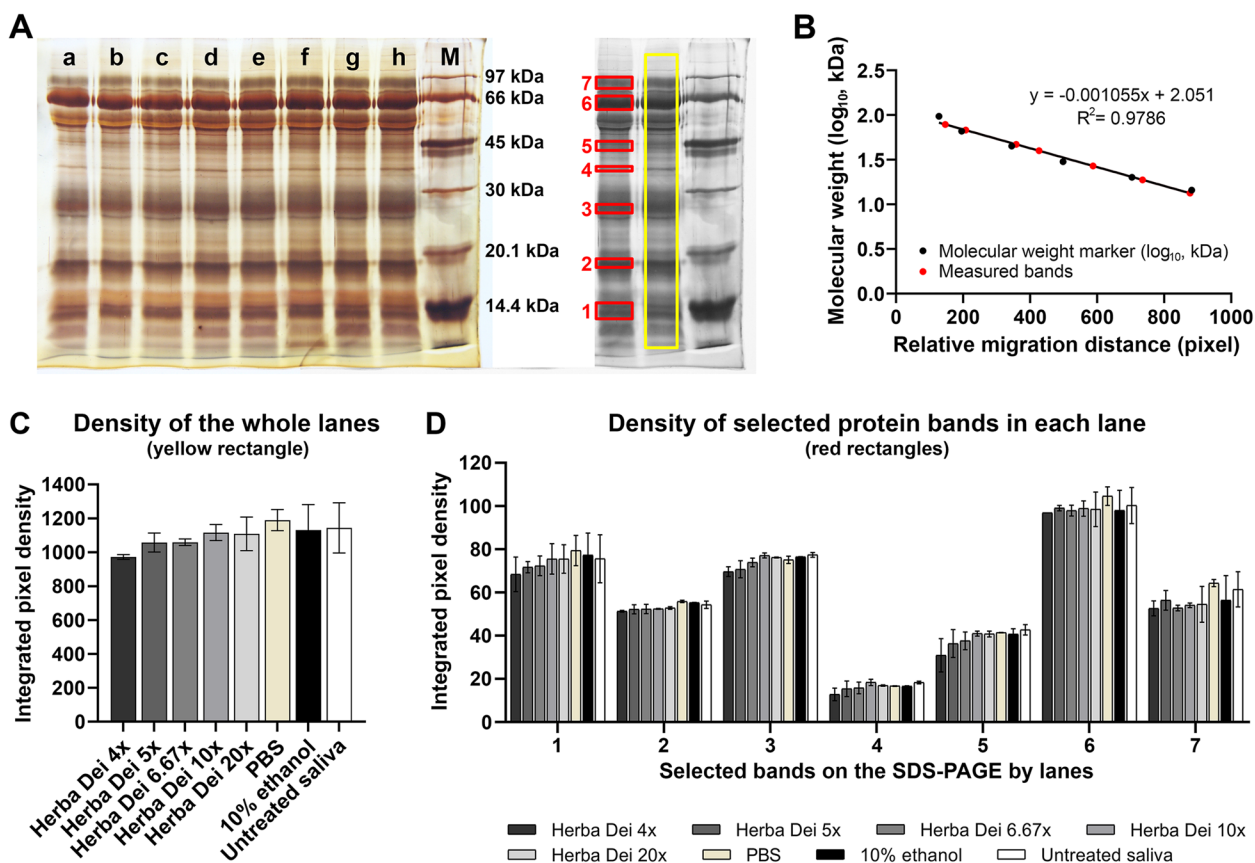 A
a b c d e f g h M
97 kDa
66 kDa
45 kDa
30 kDa
20.1 kDa
14.4 kDa
7
6
5
4
3
2
1
B
Molecular weight (log₁₀, kDa)
3.0
2.5
2.0
1.5
1.0
0.5
0.0
y = -0.001055x + 2.051
R²= 0.9786
Molecular weight marker (log₁₀, kDa)
Measured bands
0 200 400 600 800 1000
Relative migration distance (pixel)
C
Density of the whole lanes
(yellow rectangle)
Integrated pixel density
1400
1200
1000
800
600
400
200
0
Herba Dei 4x
Herba Dei 5x
Herba Dei 6.67x
Herba Dei 10x
Herba Dei 20x
PBS
10% ethanol
Untreated saliva
D
Density of selected protein bands in each lane
(red rectangles)
Integrated pixel density
120
100
80
60
40
20
0
1 2 3 4 5 6 7
Selected bands on the SDS-PAGE by lanes
Herba Dei 4x Herba Dei 5x Herba Dei 6.67x Herba Dei 10x
Herba Dei 20x PBS 10% ethanol Untreated saliva